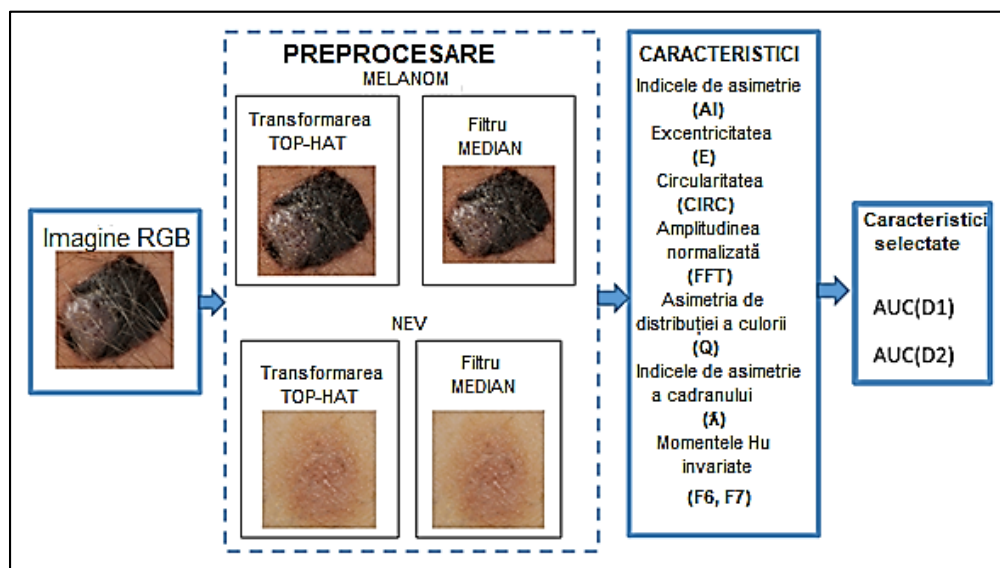 Imagine RGB
PREPROCESARE
MELANOM
Transformarea
TOP-HAT
Filtru
MEDIAN
NEV
Transformarea
TOP-HAT
Filtru
MEDIAN
CARACTERISTICI
Indicele de asimetrie
(AI)
Excentricitatea
(E)
Circularitatea
(CIRC)
Amplitudinea
normalizată
(FFT)
Asimetria de
distribuției a culorii
(Q)
Indicele de asimetrie
a cadranului
(ƛ)
Momentele Hu
invariate
(F6, F7)
Caracteristici
selectate
AUC(D1)
AUC(D2)